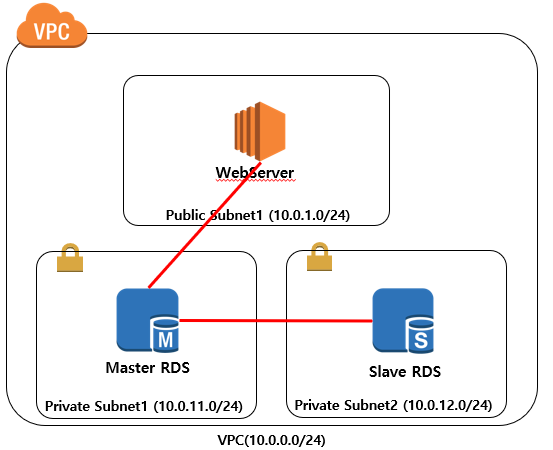 VPC
WebServer
Public Subnet1 (10.0.1.0/24)
M
Master RDS
Private Subnet1 (10.0.11.0/24)
S
Slave RDS
Private Subnet2 (10.0.12.0/24)
VPC(10.0.0.0/24)